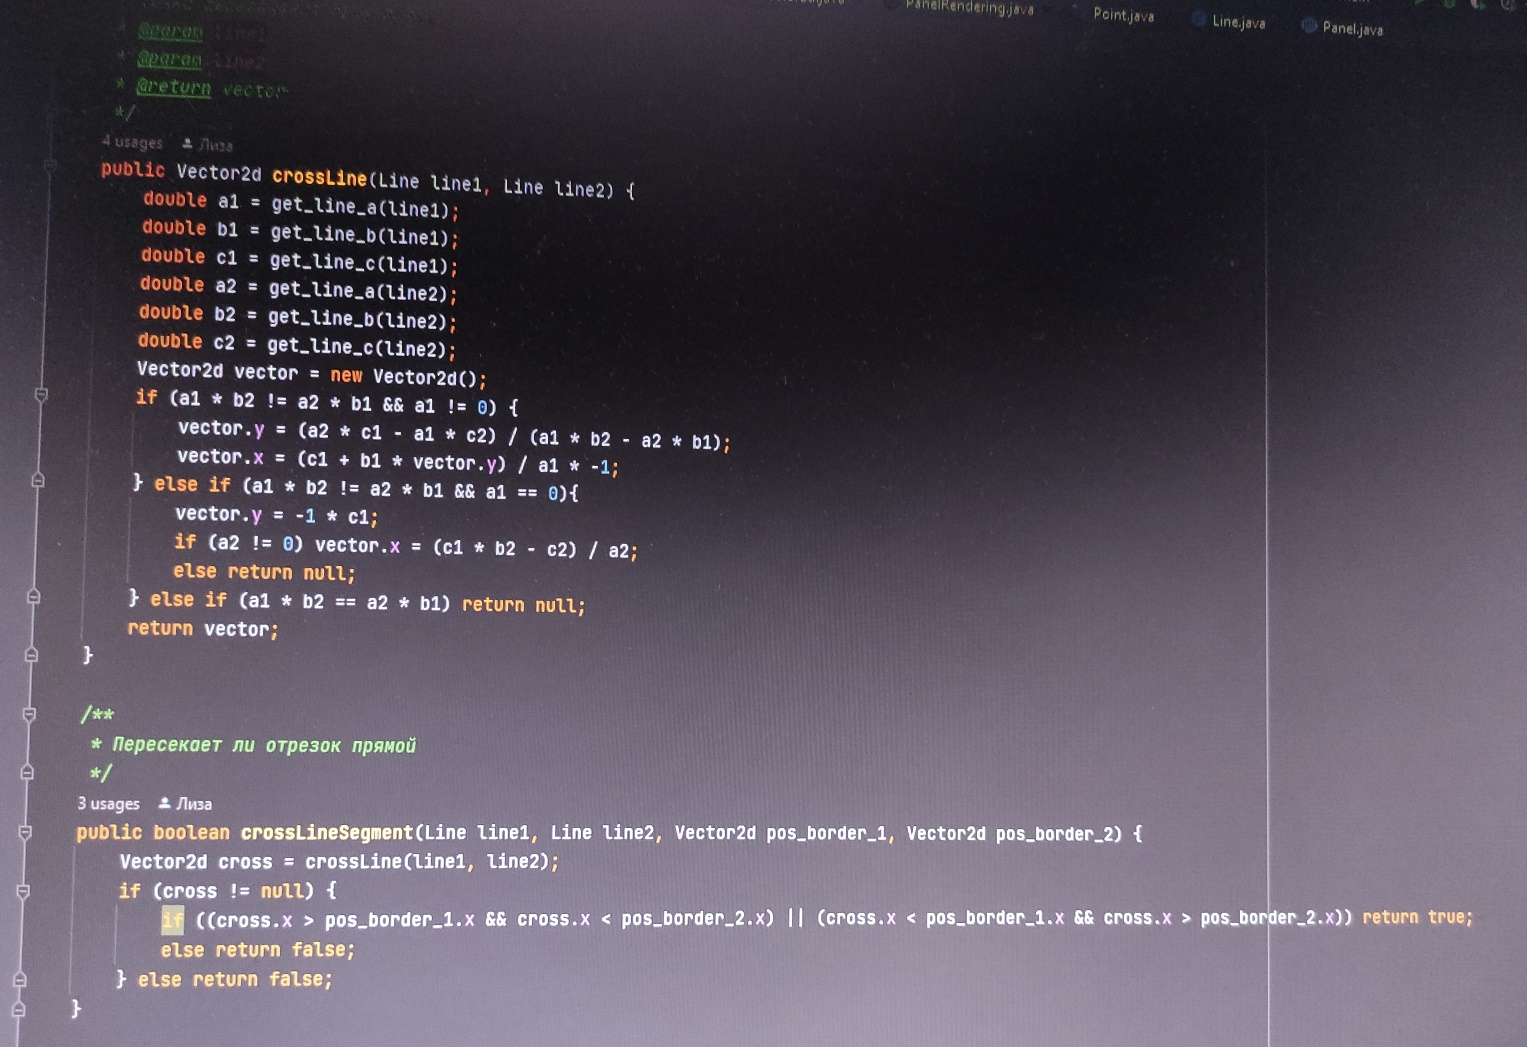 PanelRendering.java Point.java Line.java Panel.java
* @param line1
* @param line2
* @return vector
*/
4 usages Лиза
public Vector2d crossLine(Line line1, Line line2) {
double a1 = get_line_a(line1);
double b1 = get_line_b(line1);
double c1 = get_line_c(line1);
double a2 = get_line_a(line2);
double b2 = get_line_b(line2);
double c2 = get_line_c(line2);
Vector2d vector = new Vector2d();
if (a1 * b2 != a2 * b1 && a1 != 0) {
vector.y = (a2 * c1 - a1 * c2) / (a1 * b2 - a2 * b1);
vector.x = (c1 + b1 * vector.y) / a1 * -1;
} else if (a1 * b2 != a2 * b1 && a1 == 0){
vector.y = -1 * c1;
if (a2 != 0) vector.x = (c1 * b2 - c2) / a2;
else return null;
} else if (a1 * b2 == a2 * b1) return null;
return vector;
}
/**
* Пересекает ли отрезок прямой
*/
3 usages Лиза
public boolean crossLineSegment(Line line1, Line line2, Vector2d pos_border_1, Vector2d pos_border_2) {
Vector2d cross = crossLine(line1, line2);
if (cross != null) {
if ((cross.x > pos_border_1.x && cross.x < pos_border_2.x) || (cross.x < pos_border_1.x && cross.x > pos_border_2.x)) return true;
else return false;
} else return false;
}